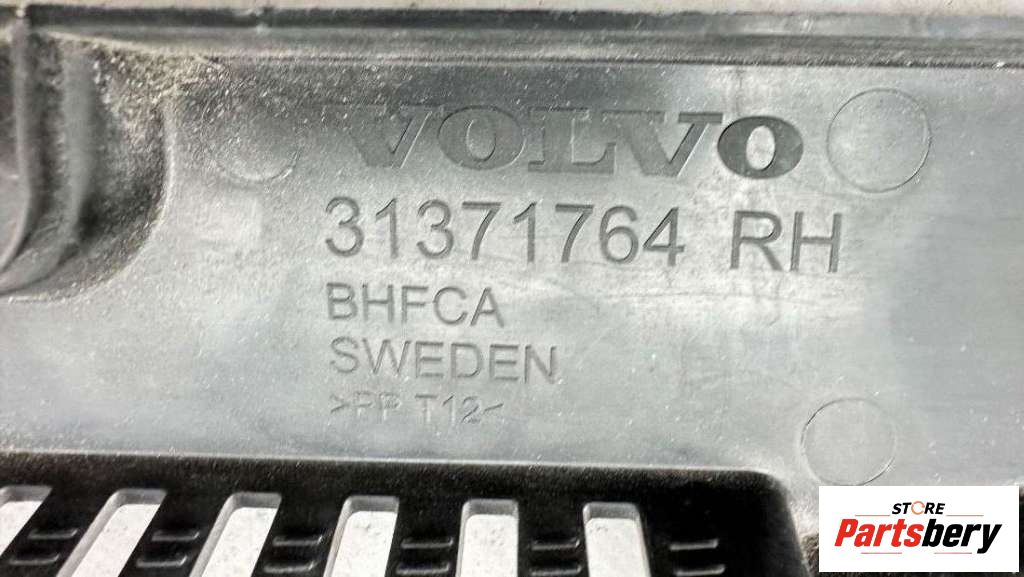 VOLVO
31371764 RH
BHFCA
SWEDEN
>PP T12<
STORE
Partsbery